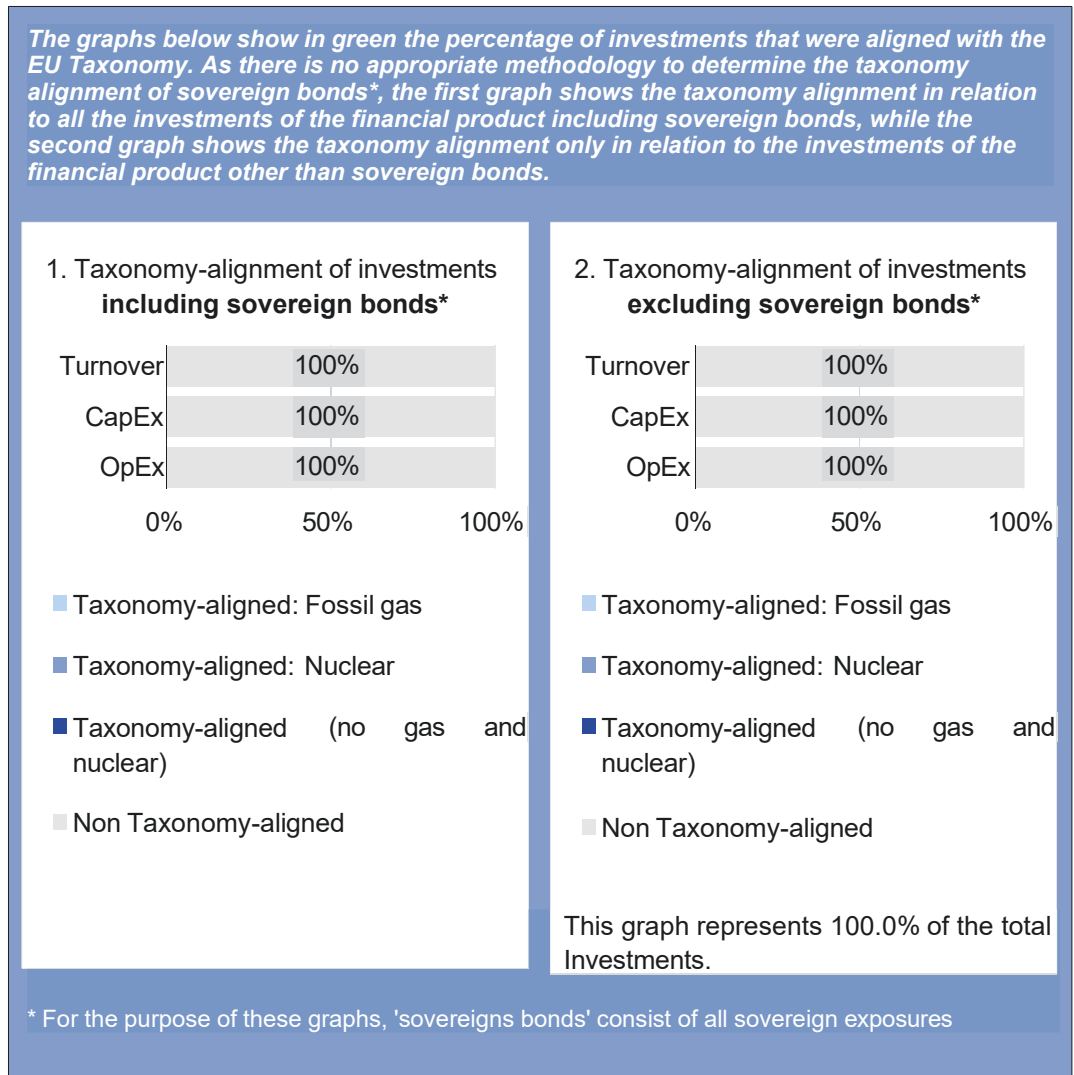 The graphs below show in green the percentage of investments that were aligned with the
EU Taxonomy. As there is no appropriate methodology to determine the taxonomy
alignment of sovereign bonds*, the first graph shows the taxonomy alignment in relation
to all the investments of the financial product including sovereign bonds, while the
second graph shows the taxonomy alignment only in relation to the investments of the
financial product other than sovereign bonds.
1. Taxonomy-alignment of investments
including sovereign bonds*
Turnover 100%
CapEx 100%
OpEx 100%
0% 50% 100%
Taxonomy-aligned: Fossil gas
Taxonomy-aligned: Nuclear
Taxonomy-aligned (no gas and
nuclear)
Non Taxonomy-aligned
2. Taxonomy-alignment of investments
excluding sovereign bonds*
Turnover 100%
CapEx 100%
OpEx 100%
0% 50% 100%
Taxonomy-aligned: Fossil gas
Taxonomy-aligned: Nuclear
Taxonomy-aligned (no gas and
nuclear)
Non Taxonomy-aligned
This graph represents 100.0% of the total
Investments.
* For the purpose of these graphs, 'sovereigns bonds' consist of all sovereign exposures